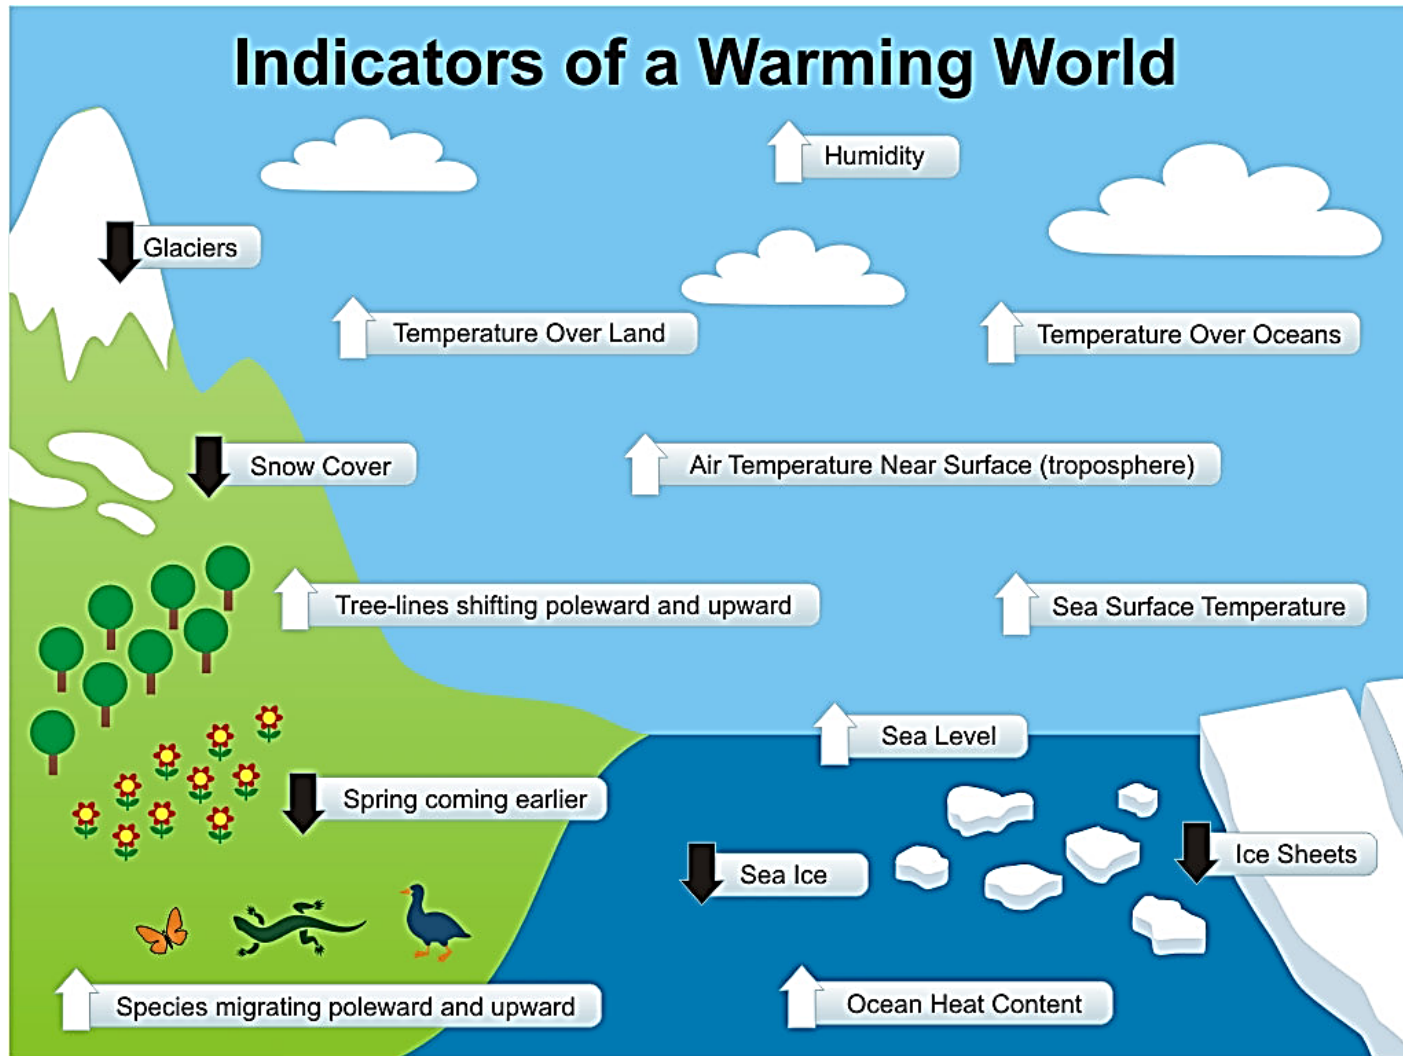 Indicators of a Warming World
Humidity
Glaciers
Temperature Over Land
Temperature Over Oceans
Snow Cover
Air Temperature Near Surface (troposphere)
Tree-lines shifting poleward and upward
Sea Surface Temperature
Sea Level
Spring coming earlier
Sea Ice
Ice Sheets
Species migrating poleward and upward
Ocean Heat Content